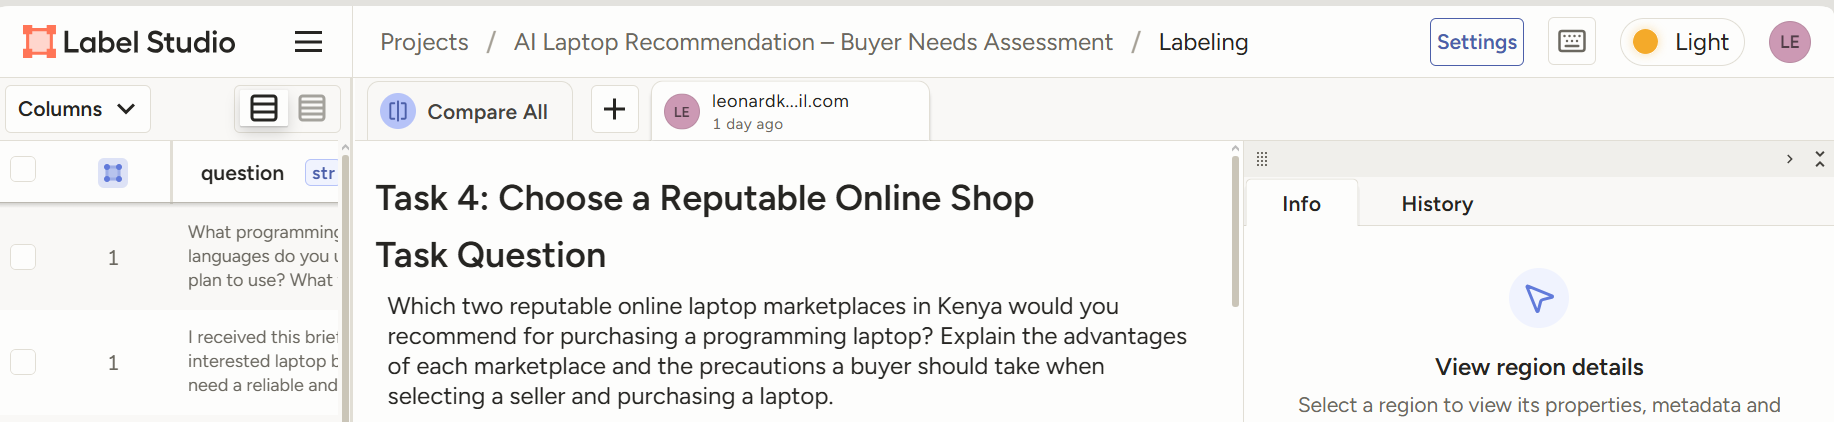 Label Studio
Projects / AI Laptop Recommendation – Buyer Needs Assessment / Labeling
Settings
Light
LE
Columns
Compare All
+
LE
leonardk...il.com
1 day ago
question
str
1
What programming
languages do you
plan to use? What
1
I received this brief
interested laptop
need a reliable and
Task 4: Choose a Reputable Online Shop
Task Question
Which two reputable online laptop marketplaces in Kenya would you
recommend for purchasing a programming laptop? Explain the advantages
of each marketplace and the precautions a buyer should take when
selecting a seller and purchasing a laptop.
Info
History
View region details
Select a region to view its properties, metadata and